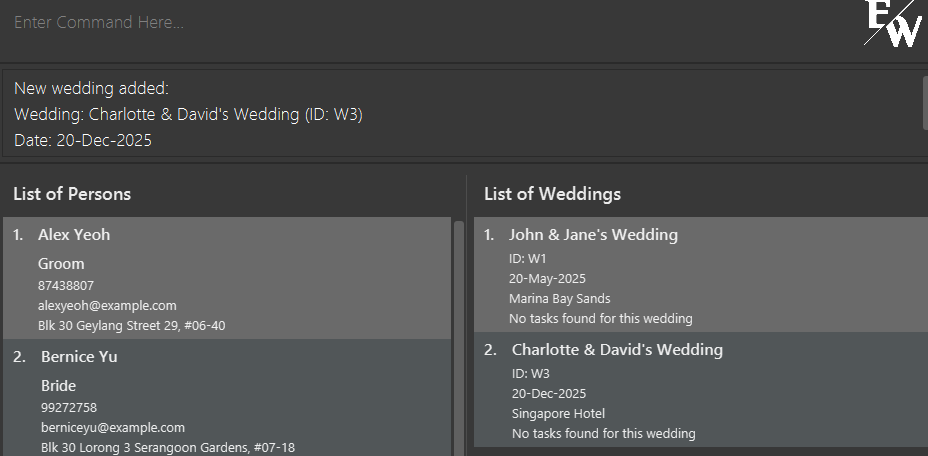 Enter Command Here...
EW
New wedding added:
Wedding: Charlotte & David's Wedding (ID: W3)
Date: 20-Dec-2025
List of Persons
1. Alex Yeoh
Groom
87438807
alexyeoh@example.com
Blk 30 Geylang Street 29, #06-40
2. Bernice Yu
Bride
99272758
berniceyu@example.com
Blk 30 Lorong 3 Serangoon Gardens, #07-18
List of Weddings
1. John & Jane's Wedding
ID: W1
20-May-2025
Marina Bay Sands
No tasks found for this wedding
2. Charlotte & David's Wedding
ID: W3
20-Dec-2025
Singapore Hotel
No tasks found for this wedding